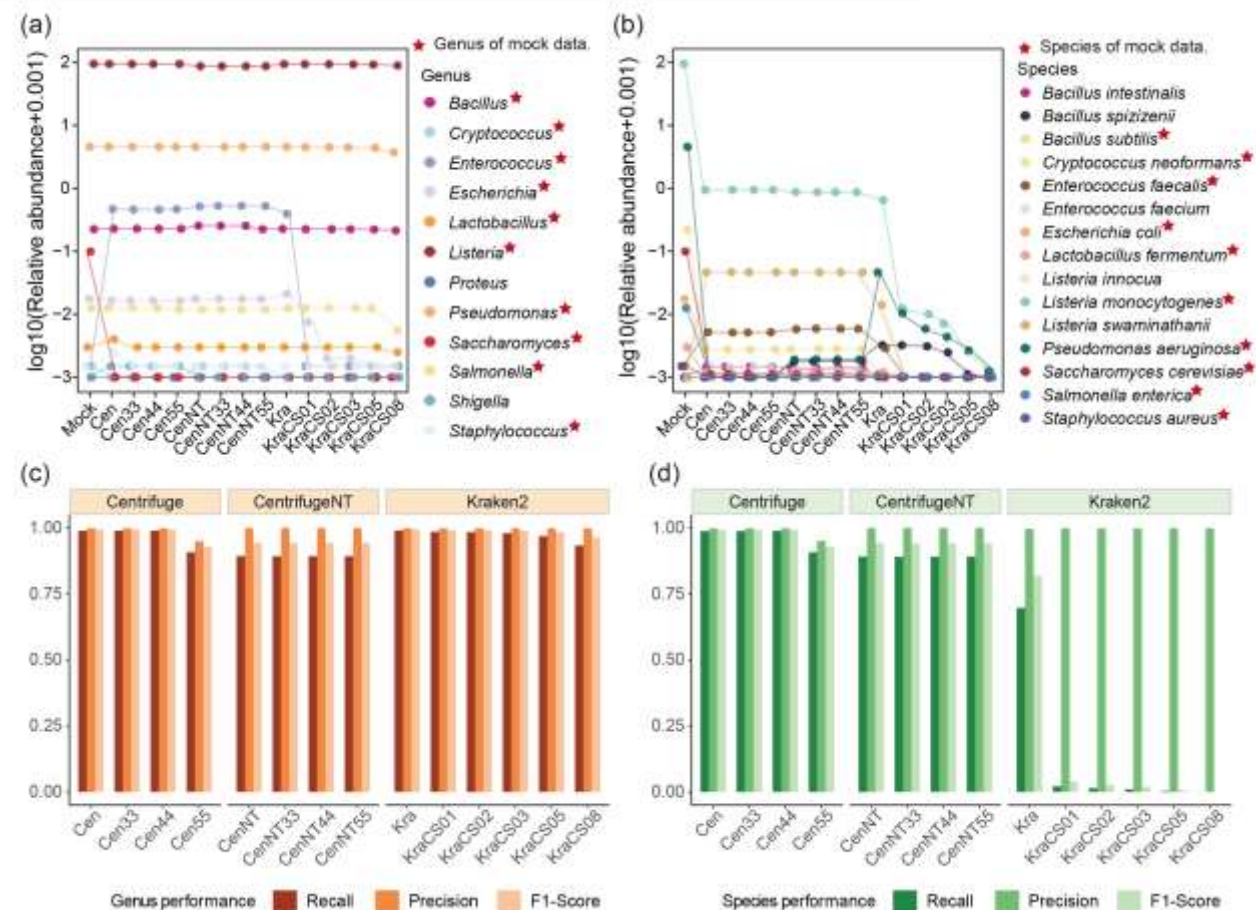 (a)
log10(Relative abundance+0.001)
2
1
0
−1
−2
−3
Mock
Cen
Cen33
Cen44
Cen55
CenNT
CenNT33
CenNT44
CenNT55
Kra
KraCS01
KraCS02
KraCS03
KraCS05
KraCS08
★ Genus of mock data.
Genus
Bacillus★
Cryptococcus★
Enterococcus★
Escherichia★
Lactobacillus★
Listeria★
Proteus
Pseudomonas★
Saccharomyces★
Salmonella★
Shigella
Staphylococcus★
(b)
log10(Relative abundance+0.001)
2
1
0
−1
−2
−3
Mock
Cen
Cen33
Cen44
Cen55
CenNT
CenNT33
CenNT44
CenNT55
Kra
KraCS01
KraCS02
KraCS03
KraCS05
KraCS08
★ Species of mock data.
Species
Bacillus intestinalis
Bacillus spizizenii
Bacillus subtilis★
Cryptococcus neoformans★
Enterococcus faecalis★
Enterococcus faecium
Escherichia coli★
Lactobacillus fermentum★
Listeria innocua
Listeria monocytogenes★
Listeria swaminathanii
Pseudomonas aeruginosa★
Saccharomyces cerevisiae★
Salmonella enterica★
Staphylococcus aureus★
(c)
Centrifuge
CentrifugeNT
Kraken2
1.00
0.75
0.50
0.25
0.00
Cen
Cen33
Cen44
Cen55
CenNT
CenNT33
CenNT44
CenNT55
Kra
KraCS01
KraCS02
KraCS03
KraCS05
KraCS08
Genus performance Recall Precision F1-Score
(d)
Centrifuge
CentrifugeNT
Kraken2
1.00
0.75
0.50
0.25
0.00
Cen
Cen33
Cen44
Cen55
CenNT
CenNT33
CenNT44
CenNT55
Kra
KraCS01
KraCS02
KraCS03
KraCS05
KraCS08
Species performance Recall Precision F1-Score